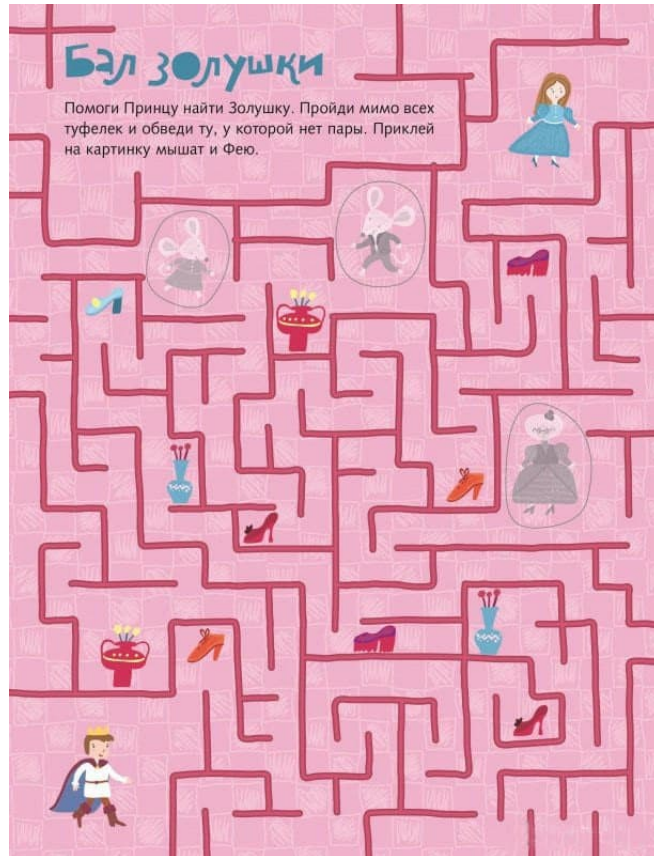 Бал золушки
Помоги Принцу найти Золушку. Пройди мимо всех
туфелек и обведи ту, у которой нет пары. Приклей
на картинку мышат и Фею.